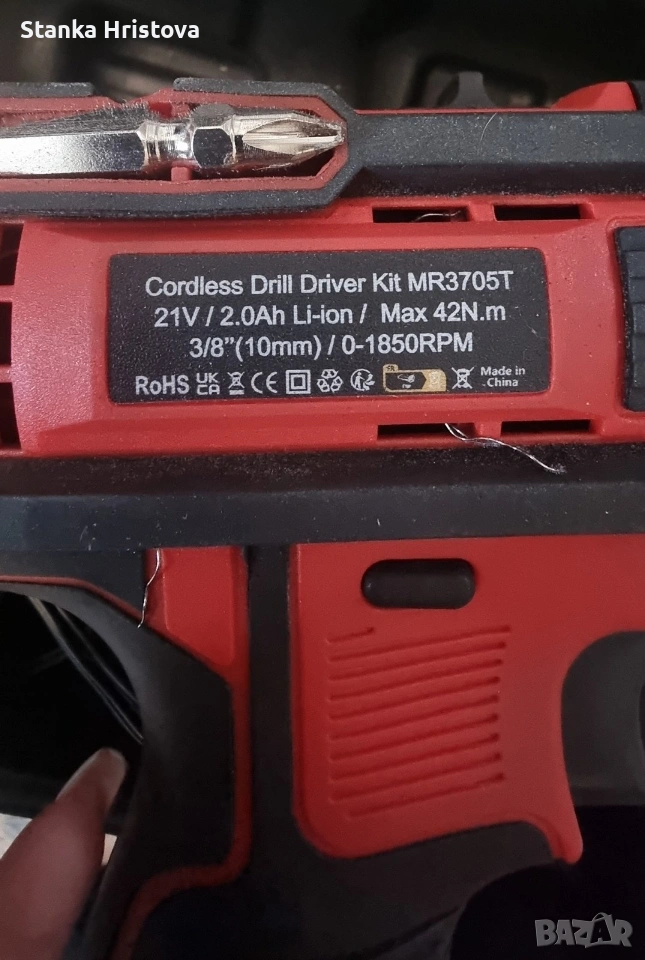 Stanka Hristova
Cordless Drill Driver Kit MR3705T
21V / 2.0Ah Li-ion / Max 42N.m
3/8”(10mm) / 0-1850RPM
RoHS UK CA CE Made in China
BAZAR